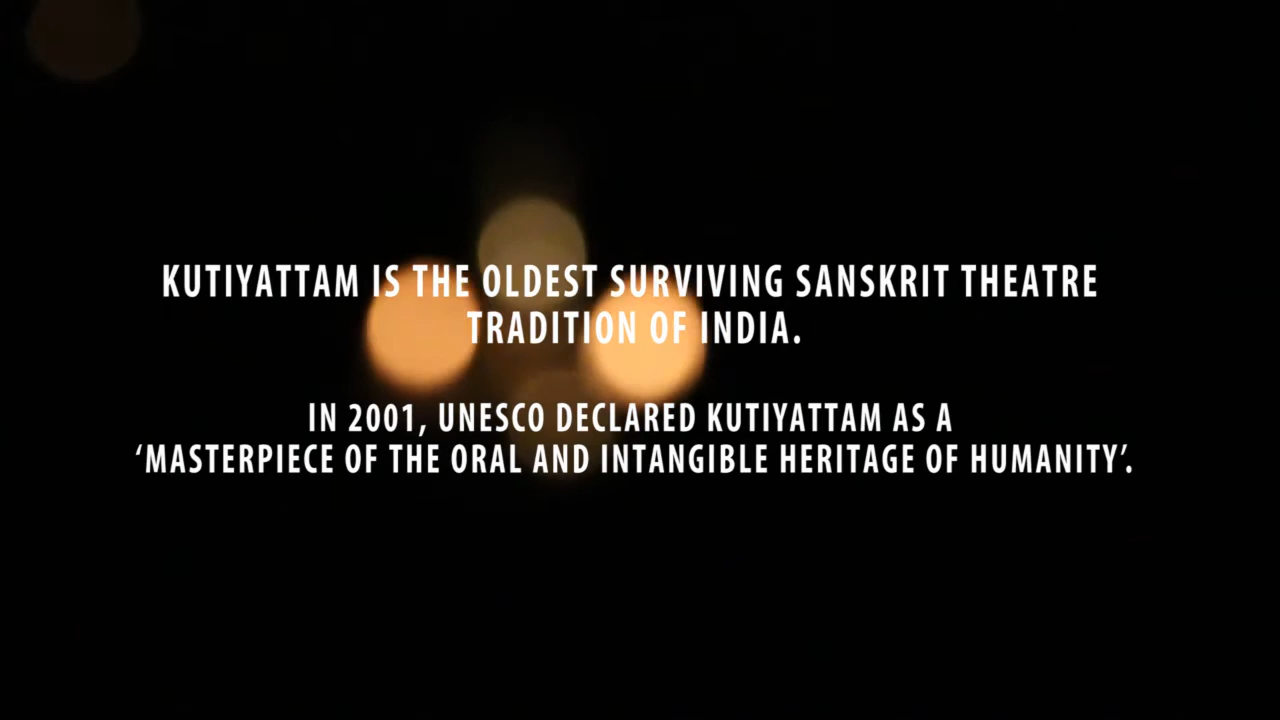 KUTIYATTAM IS THE OLDEST SURVIVING SANSKRIT THEATRE
TRADITION OF INDIA.
IN 2001, UNESCO DECLARED KUTIYATTAM AS A
‘MASTERPIECE OF THE ORAL AND INTANGIBLE HERITAGE OF HUMANITY’.